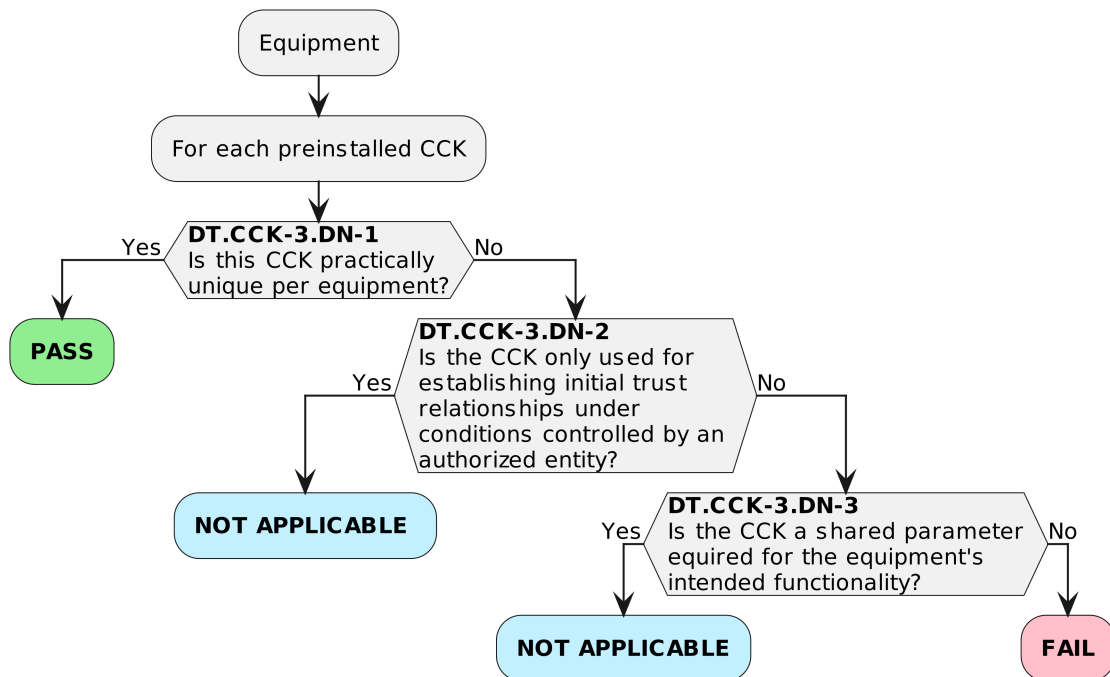 Equipment
For each preinstalled CCK
DT.CCK-3.DN-1
Is this CCK practically
unique per equipment?
Yes
No
PASS
DT.CCK-3.DN-2
Is the CCK only used for
establishing initial trust
relationships under
conditions controlled by an
authorized entity?
Yes
No
NOT APPLICABLE
DT.CCK-3.DN-3
Is the CCK a shared parameter
equired for the equipment's
intended functionality?
Yes
No
NOT APPLICABLE
FAIL